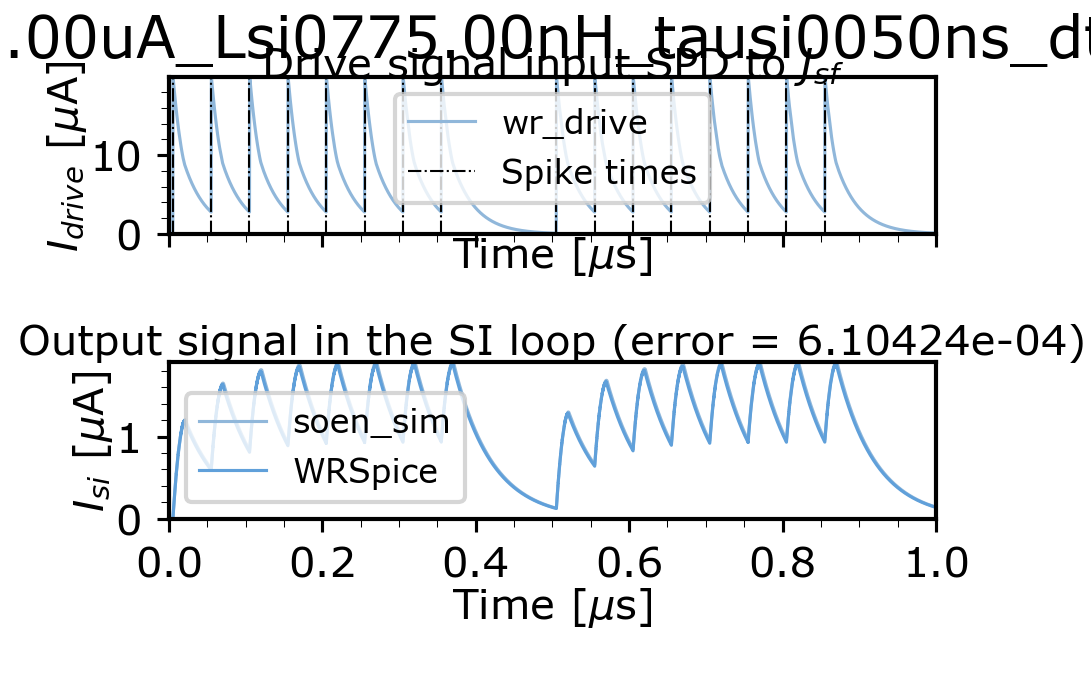 .00uA_Lsi0775.00nH_tausi0050ns_dt
Drive signal input SPD to J_sf
I_drive [μA]
10
0
wr_drive
Spike times
Time [μs]
Output signal in the SI loop (error = 6.10424e-04)
I_si [μA]
1
0
soen_sim
WRSpice
0.0 0.2 0.4 0.6 0.8 1.0
Time [μs]